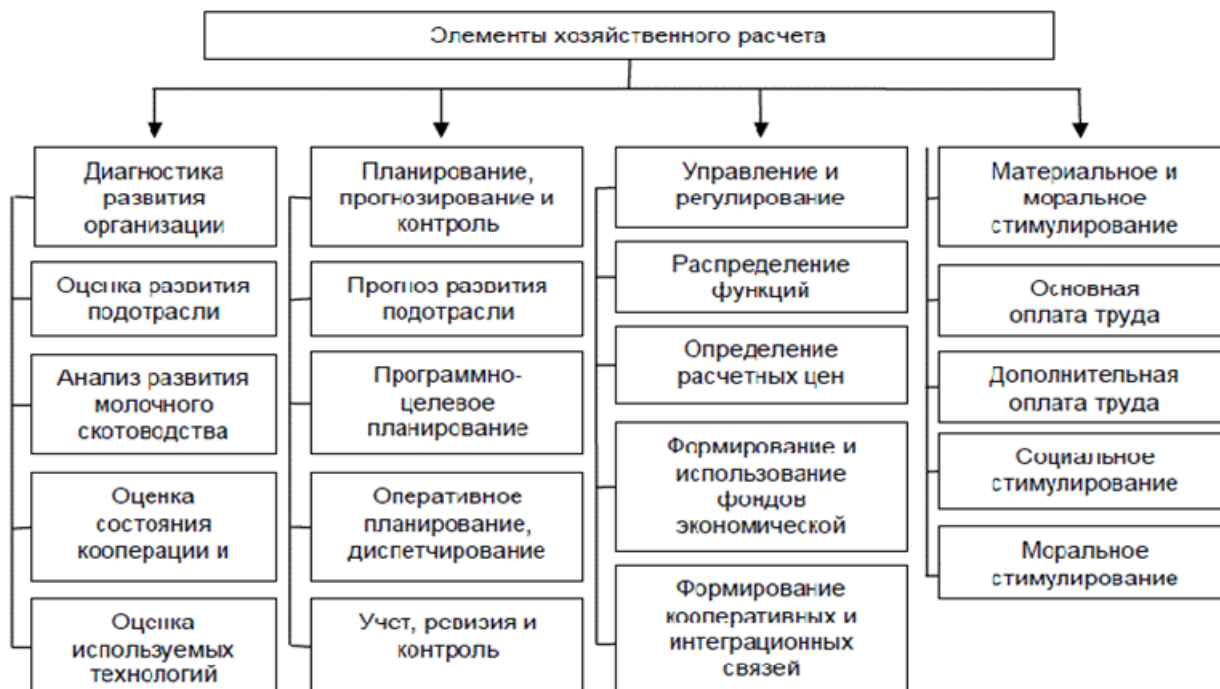 Элементы хозяйственного расчета
Диагностика
развития
организации
Оценка развития
подотрасли
Анализ развития
молочного
скотоводства
Оценка
состояния
кооперации и
Оценка
используемых
технологий
Планирование,
прогнозирование и
контроль
Прогноз развития
подотрасли
Программно-
целевое
планирование
Оперативное
планирование,
диспетчирование
Учет, ревизия и
контроль
Управление и
регулирование
Распределение
функций
Определение
расчетных цен
Формирование и
использование
фондов
экономической
Формирование
кооперативных и
интеграционных
связей
Материальное и
моральное
стимулирование
Основная
оплата труда
Дополнительная
оплата труда
Социальное
стимулирование
Моральное
стимулирование